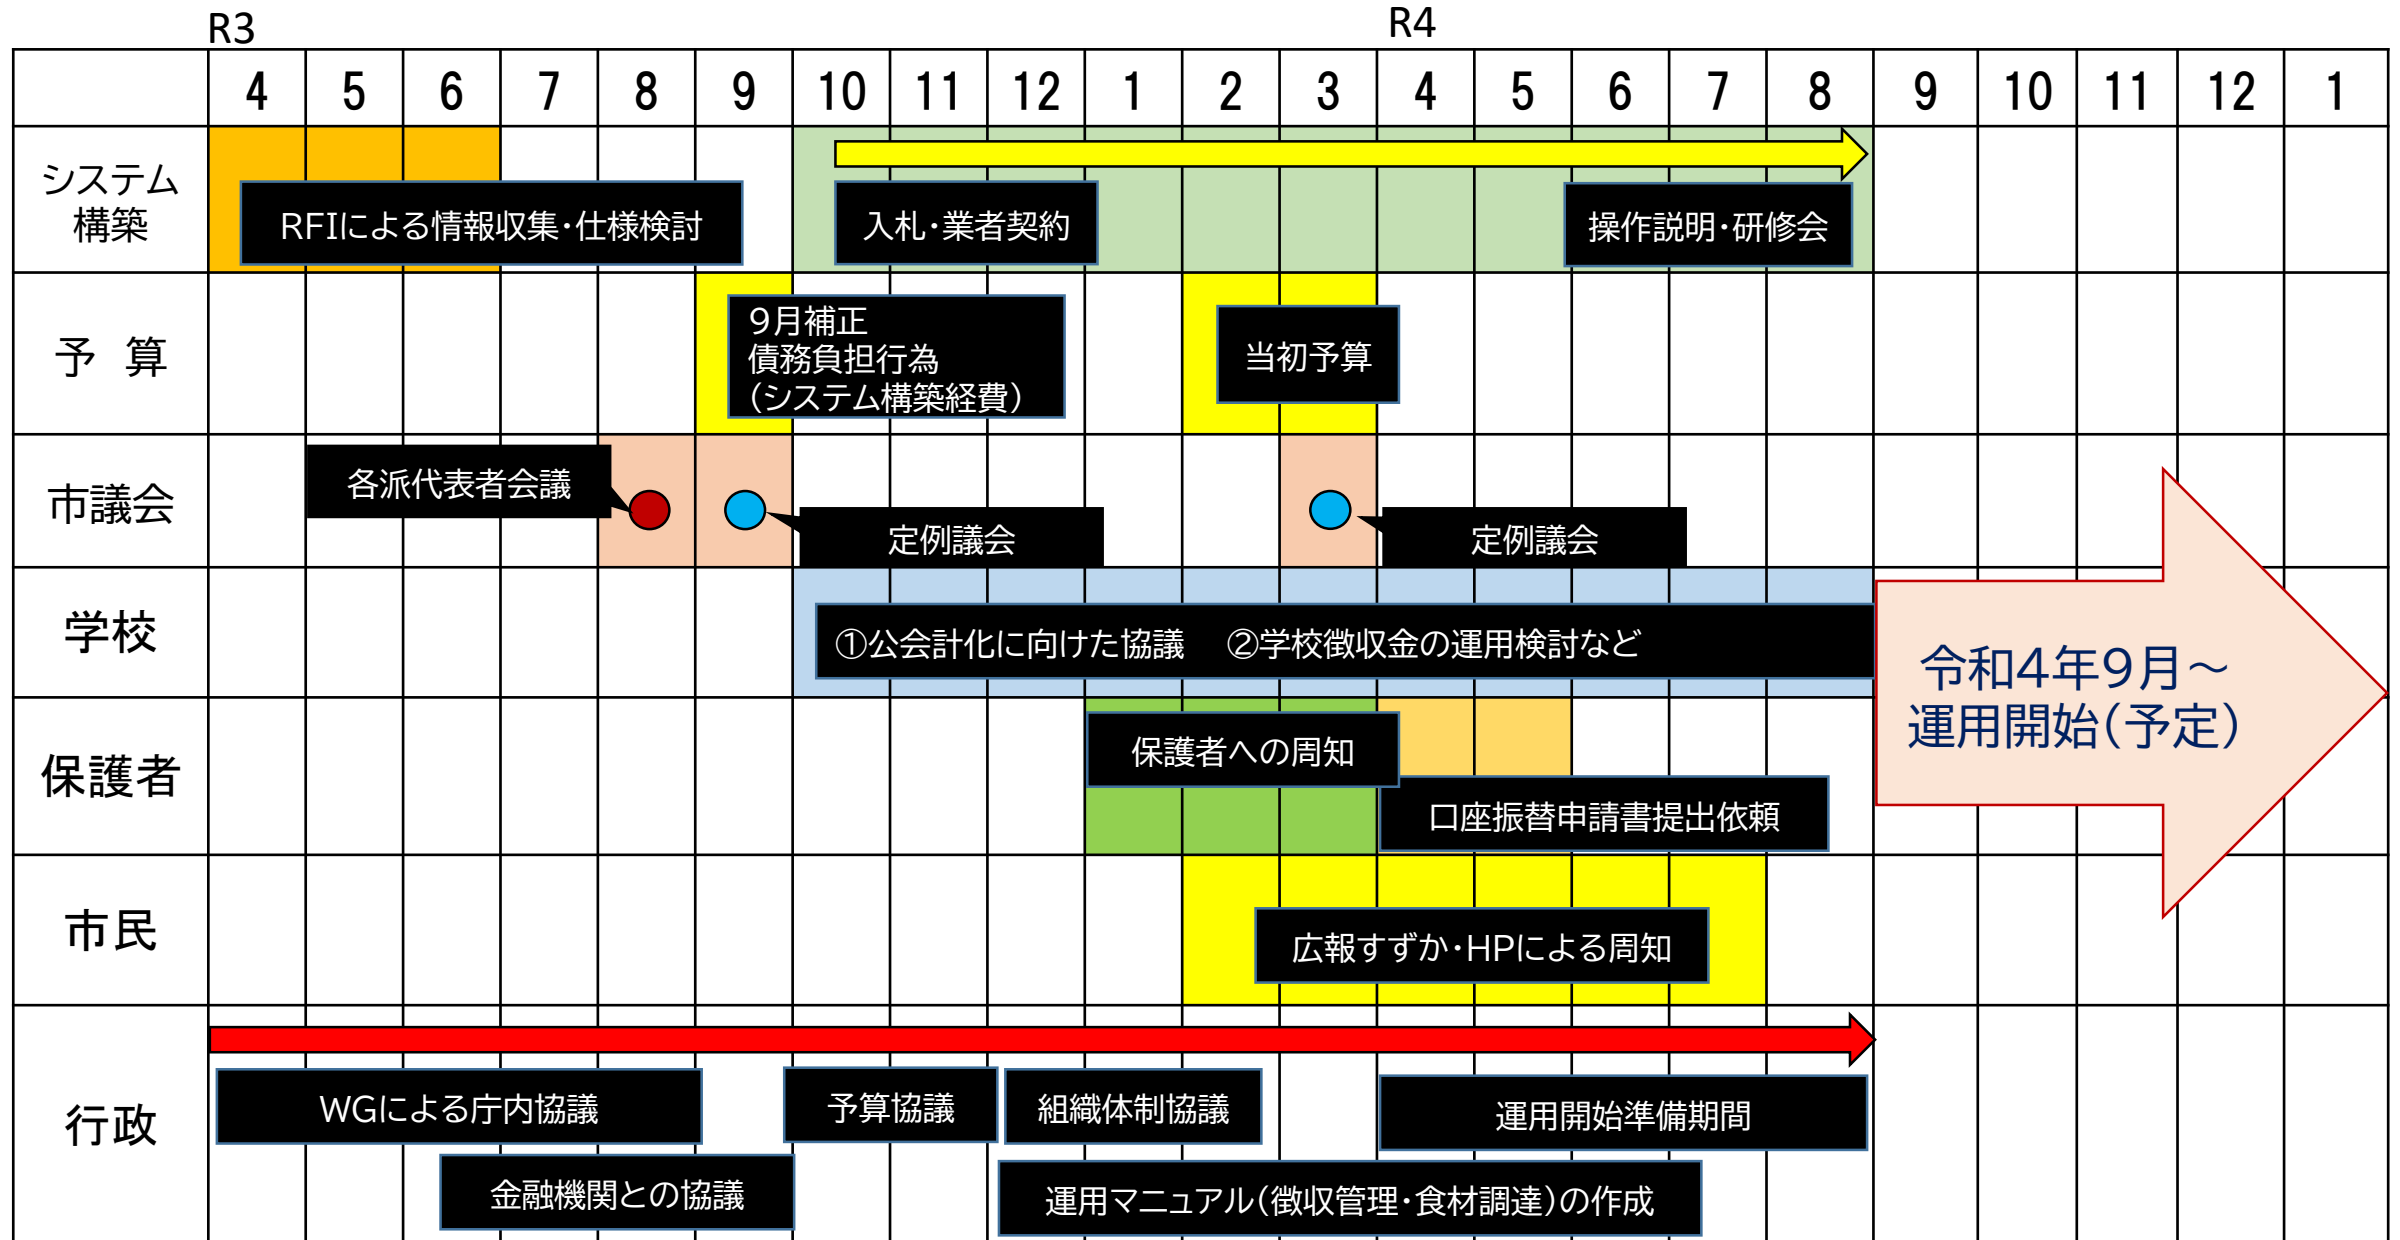 R3
R4
4 5 6 7 8 9 10 11 12 1 2 3 4 5 6 7 8 9 10 11 12 1
システム
構築
RFIによる情報収集・仕様検討
入札・業者契約
操作説明・研修会
予 算
9月補正
債務負担行為
(システム構築経費)
当初予算
市議会
各派代表者会議
定例議会
定例議会
学校
①公会計化に向けた協議 ②学校徴収金の運用検討など
令和4年9月～
運用開始(予定)
保護者
保護者への周知
口座振替申請書提出依頼
市民
広報すずか・HPによる周知
行政
WGによる庁内協議
予算協議
組織体制協議
運用開始準備期間
金融機関との協議
運用マニュアル(徴収管理・食材調達)の作成